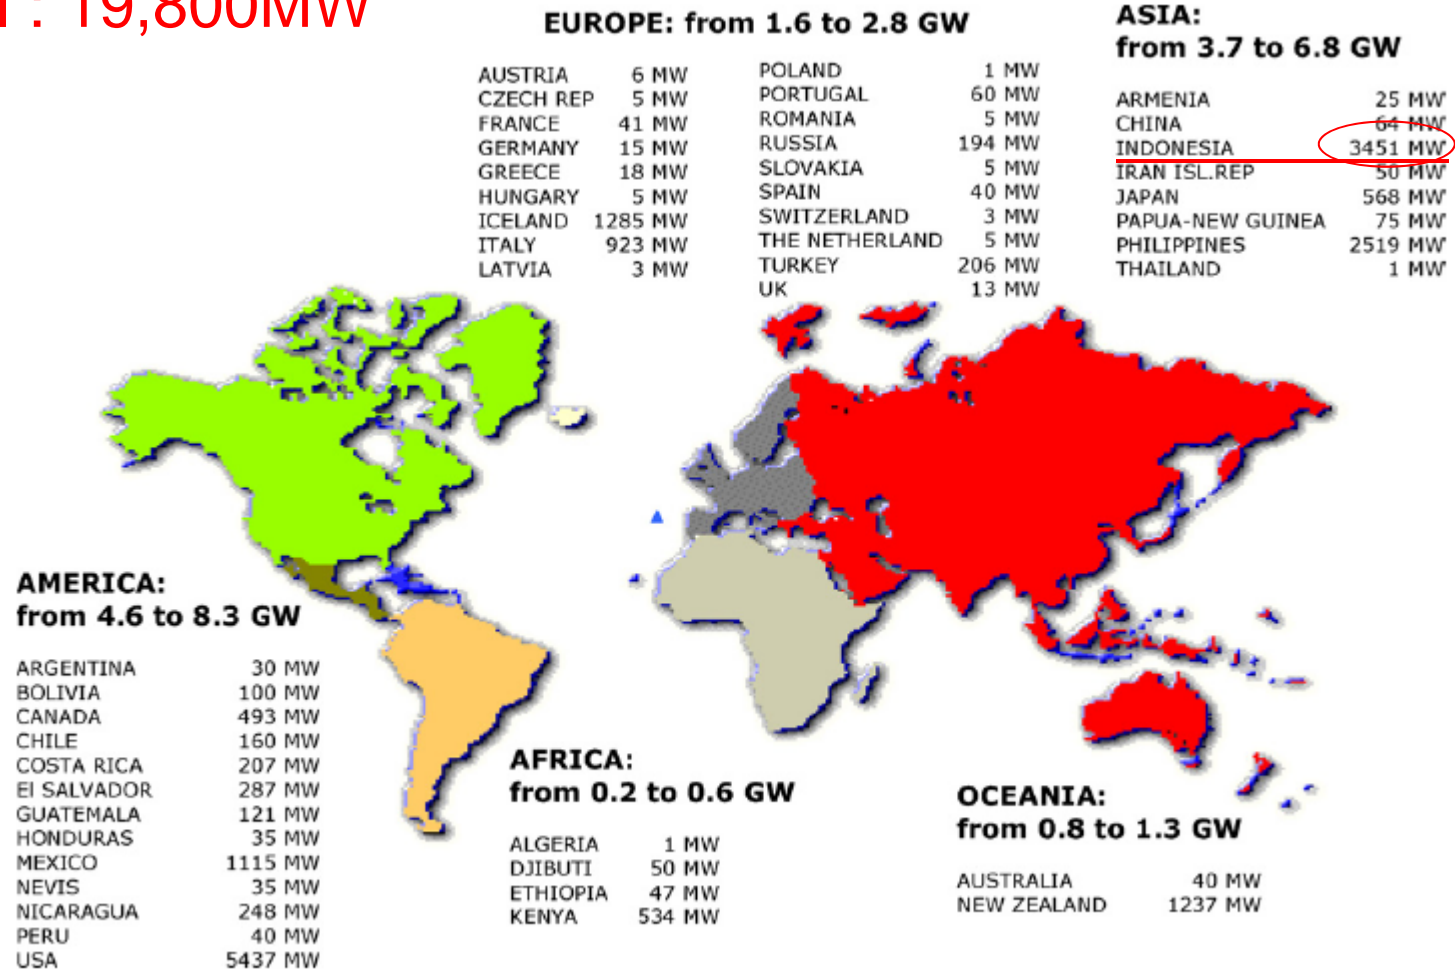 : 19,800MW
EUROPE: from 1.6 to 2.8 GW
AUSTRIA 6 MW
CZECH REP 5 MW
FRANCE 41 MW
GERMANY 15 MW
GREECE 18 MW
HUNGARY 5 MW
ICELAND 1285 MW
ITALY 923 MW
LATVIA 3 MW
POLAND 1 MW
PORTUGAL 60 MW
ROMANIA 5 MW
RUSSIA 194 MW
SLOVAKIA 5 MW
SPAIN 40 MW
SWITZERLAND 3 MW
THE NETHERLAND 5 MW
TURKEY 206 MW
UK 13 MW
ASIA:
from 3.7 to 6.8 GW
ARMENIA 25 MW
CHINA 64 MW
INDONESIA 3451 MW
IRAN ISL.REP 50 MW
JAPAN 568 MW
PAPUA-NEW GUINEA 75 MW
PHILIPPINES 2519 MW
THAILAND 1 MW
AMERICA:
from 4.6 to 8.3 GW
ARGENTINA 30 MW
BOLIVIA 100 MW
CANADA 493 MW
CHILE 160 MW
COSTA RICA 207 MW
El SALVADOR 287 MW
GUATEMALA 121 MW
HONDURAS 35 MW
MEXICO 1115 MW
NEVIS 35 MW
NICARAGUA 248 MW
PERU 40 MW
USA 5437 MW
AFRICA:
from 0.2 to 0.6 GW
ALGERIA 1 MW
DJIBUTI 50 MW
ETHIOPIA 47 MW
KENYA 534 MW
OCEANIA:
from 0.8 to 1.3 GW
AUSTRALIA 40 MW
NEW ZEALAND 1237 MW